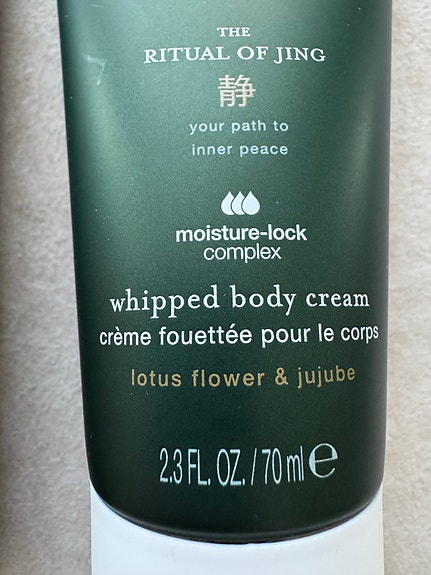 THE
RITUAL OF JING
静
your path to
inner peace
moisture-lock
complex
whipped body cream
crème fouettée pour le corps
lotus flower & jujube
2.3 FL. OZ. / 70 ml ℮